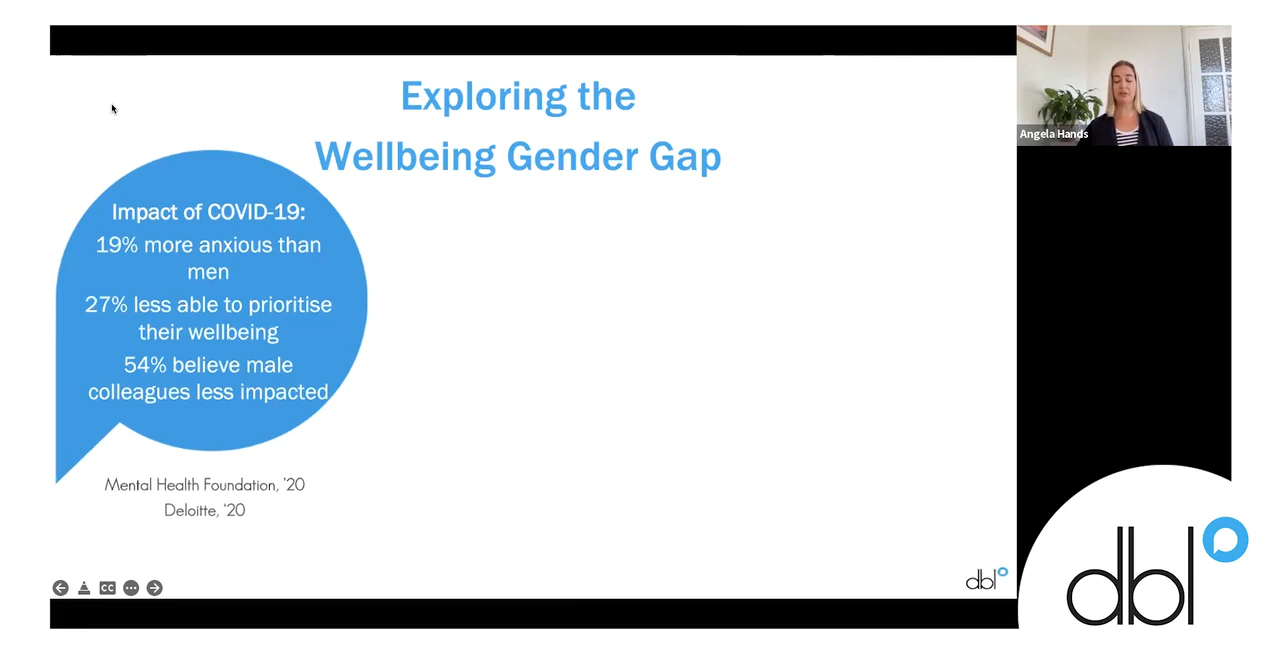 Exploring the
Wellbeing Gender Gap
Impact of COVID-19:
19% more anxious than
men
27% less able to prioritise
their wellbeing
54% believe male
colleagues less impacted
Mental Health Foundation, '20
Deloitte, '20
CC
dbl
Angela Hands
dbl